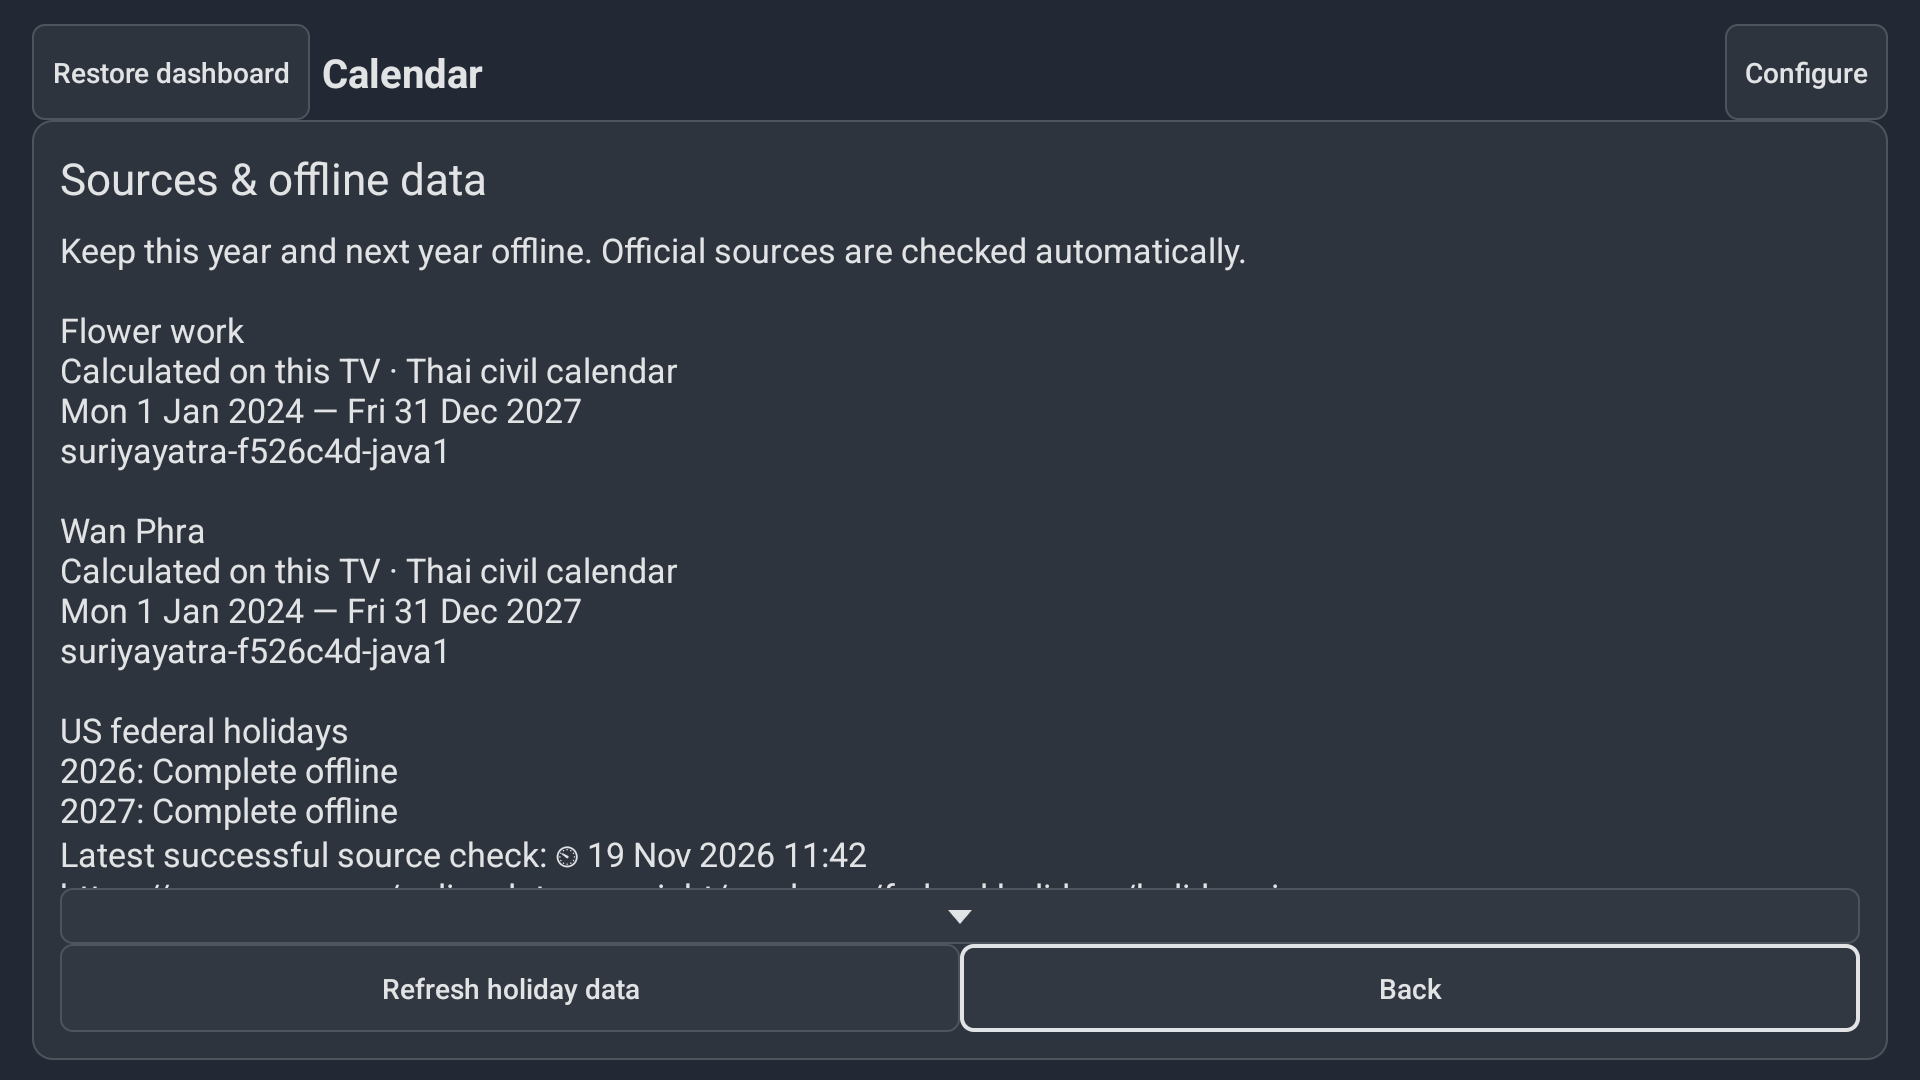 Restore dashboard
Calendar
Configure
Sources & offline data
Keep this year and next year offline. Official sources are checked automatically.
Flower work
Calculated on this TV · Thai civil calendar
Mon 1 Jan 2024 — Fri 31 Dec 2027
suriyayatra-f526c4d-java1
Wan Phra
Calculated on this TV · Thai civil calendar
Mon 1 Jan 2024 — Fri 31 Dec 2027
suriyayatra-f526c4d-java1
US federal holidays
2026: Complete offline
2027: Complete offline
Latest successful source check: ⏲ 19 Nov 2026 11:42
Refresh holiday data
Back